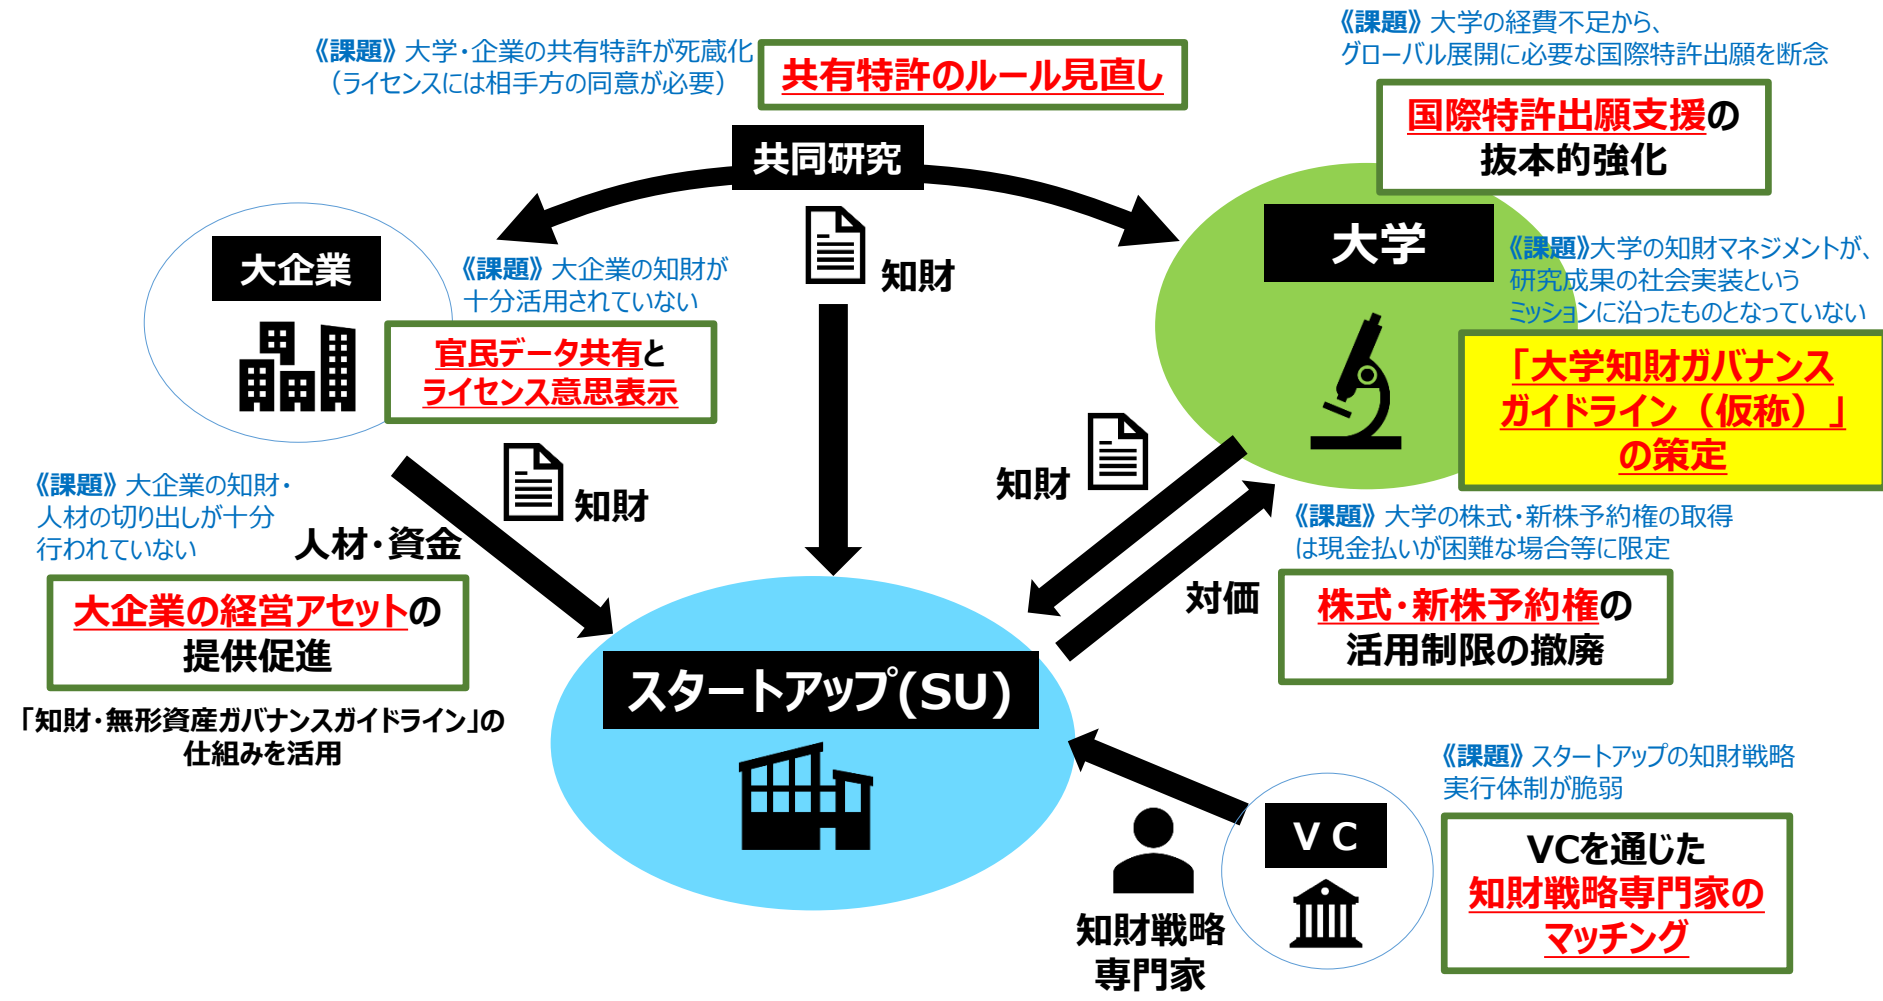 《課題》大学・企業の共有特許が死蔵化
（ライセンスには相手方の同意が必要）
共有特許のルール見直し
《課題》大学の経費不足から、
グローバル展開に必要な国際特許出願を断念
国際特許出願支援の
抜本的強化
共同研究
知財
大企業
《課題》大企業の知財が
十分活用されていない
官民データ共有と
ライセンス意思表示
大学
《課題》大学の知財マネジメントが、
研究成果の社会実装という
ミッションに沿ったものとなっていない
「大学知財ガバナンス
ガイドライン（仮称）」
の策定
《課題》大企業の知財・
人材の切り出しが十分
行われていない
人材・資金
知財
大企業の経営アセットの
提供促進
「知財・無形資産ガバナンスガイドライン」の
仕組みを活用
知財
対価
《課題》大学の株式・新株予約権の取得
は現金払いが困難な場合等に限定
株式・新株予約権の
活用制限の撤廃
スタートアップ(SU)
知財戦略
専門家
ＶＣ
《課題》スタートアップの知財戦略
実行体制が脆弱
VCを通じた
知財戦略専門家の
マッチング